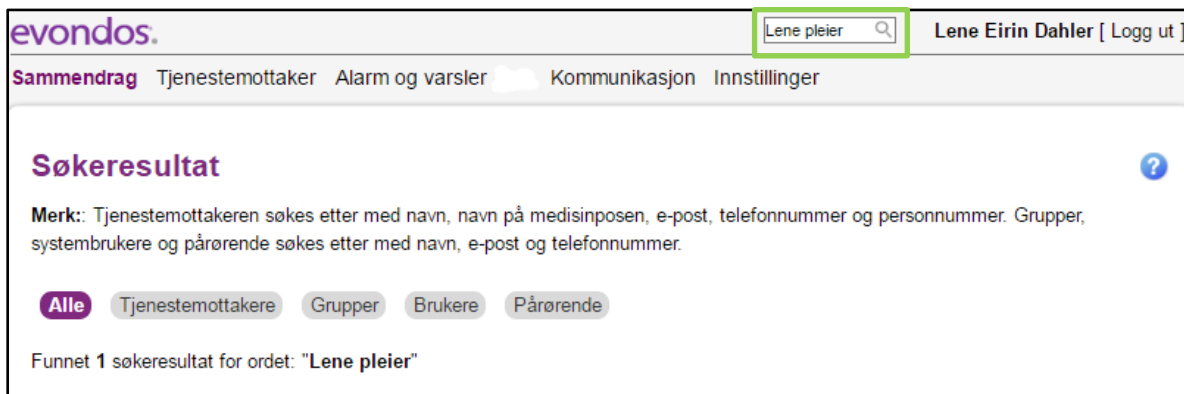 evondos.
Lene pleier
Lene Eirin Dahler [ Logg ut ]
Sammendrag Tjenestemottaker Alarm og varsler Kommunikasjon Innstillinger
Søkeresultat
?
Merk:: Tjenestemottakeren søkes etter med navn, navn på medisinposen, e-post, telefonnummer og personnummer. Grupper,
systembrukere og pårørende søkes etter med navn, e-post og telefonnummer.
Alle Tjenestemottakere Grupper Brukere Pårørende
Funnet 1 søkeresultat for ordet: "Lene pleier"